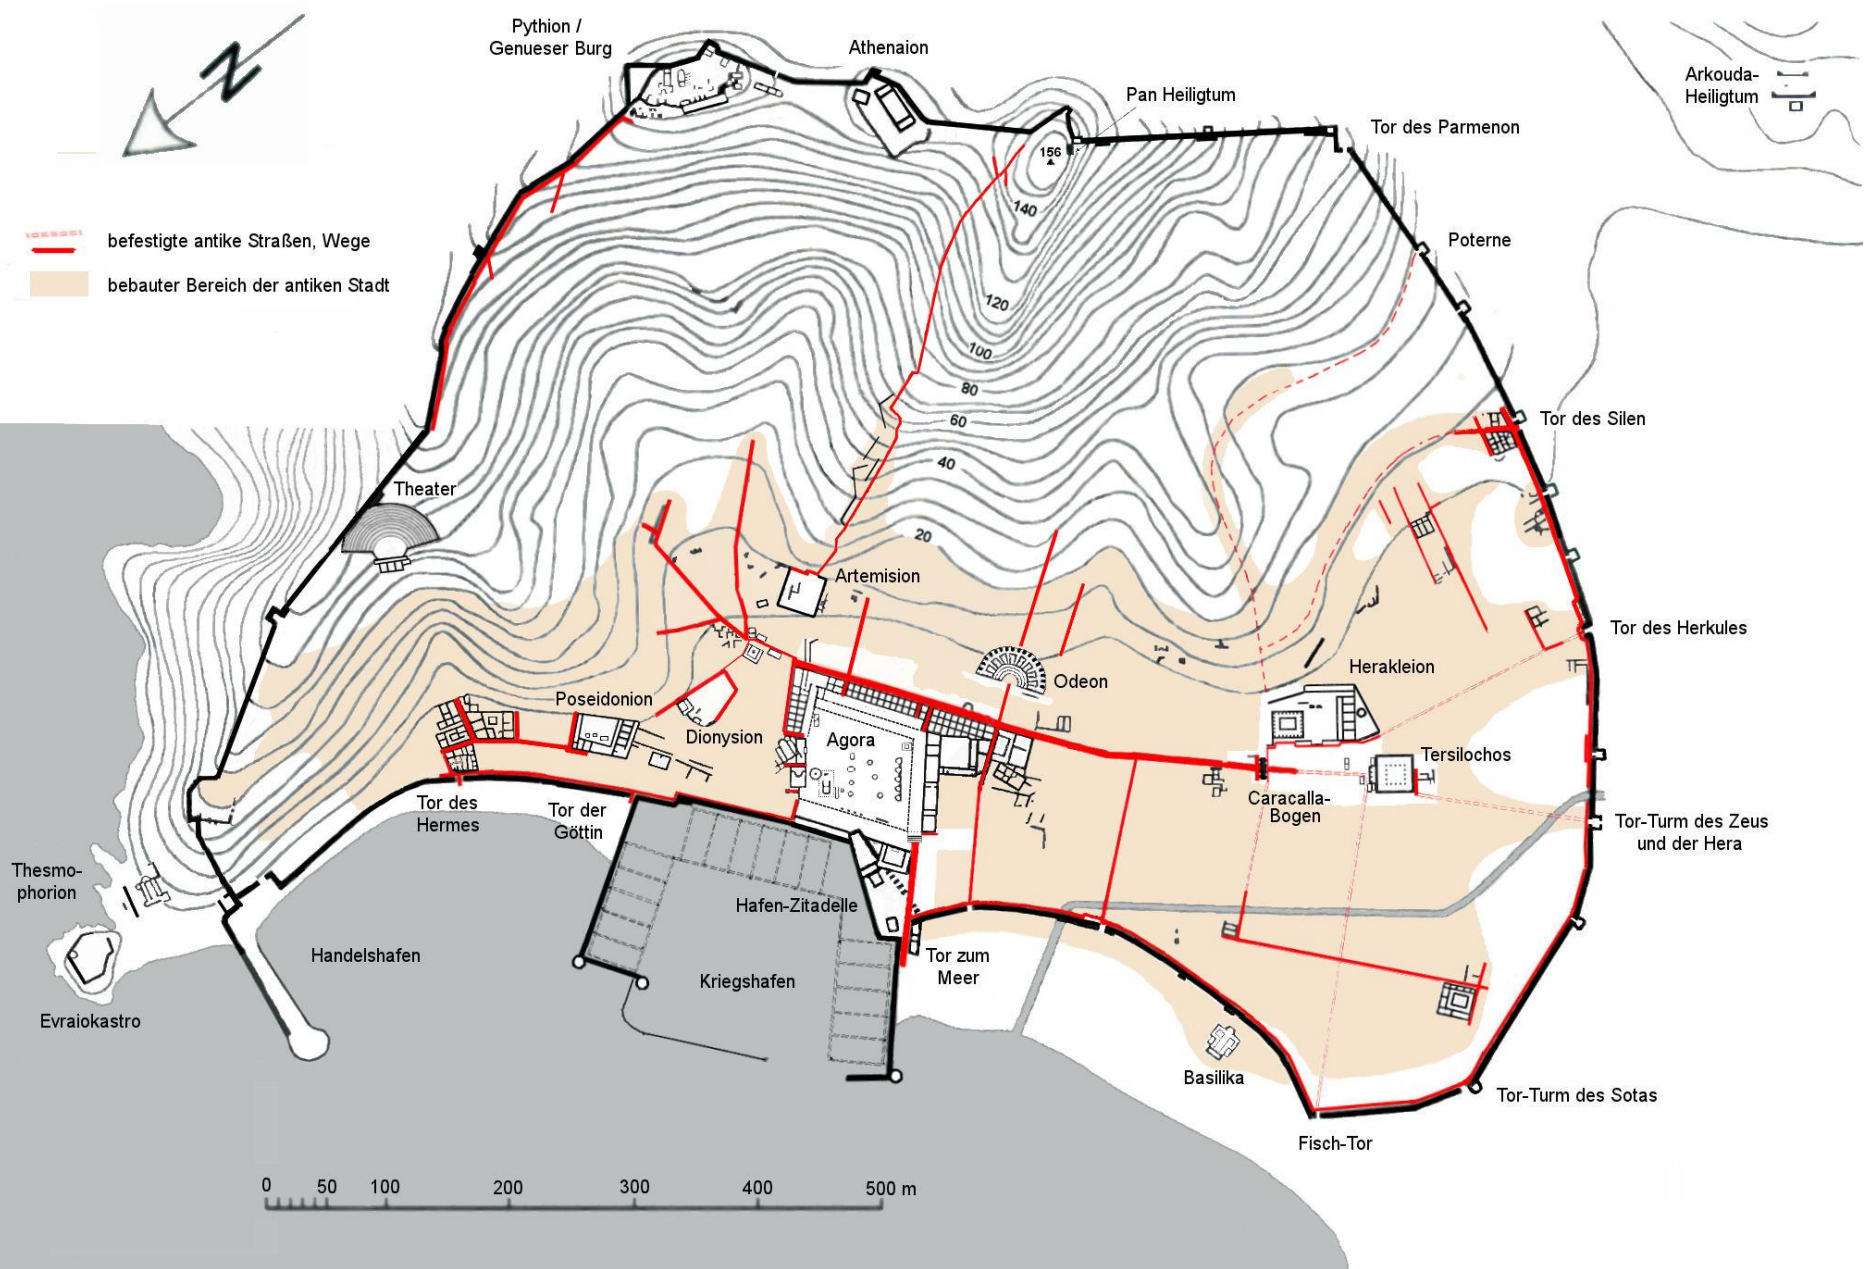 N
Pythion /
Genueser Burg
Athenaion
Pan Heiligtum
Arkouda-
Heiligtum
Tor des Parmenon
156
140
befestigte antike Straßen, Wege
Poterne
bebauter Bereich der antiken Stadt
120
100
80
60
40
20
Tor des Silen
Theater
Artemision
Tor des Herkules
Herakleion
Odeon
Poseidonion
Dionysion
Agora
Tersilochos
Caracalla-
Bogen
Tor des
Hermes
Tor der
Göttin
Tor-Turm des Zeus
und der Hera
Thesmo-
phorion
Hafen-Zitadelle
Handelshafen
Kriegshafen
Tor zum
Meer
Evraiokastro
Basilika
Tor-Turm des Sotas
Fisch-Tor
0 50 100 200 300 400 500 m